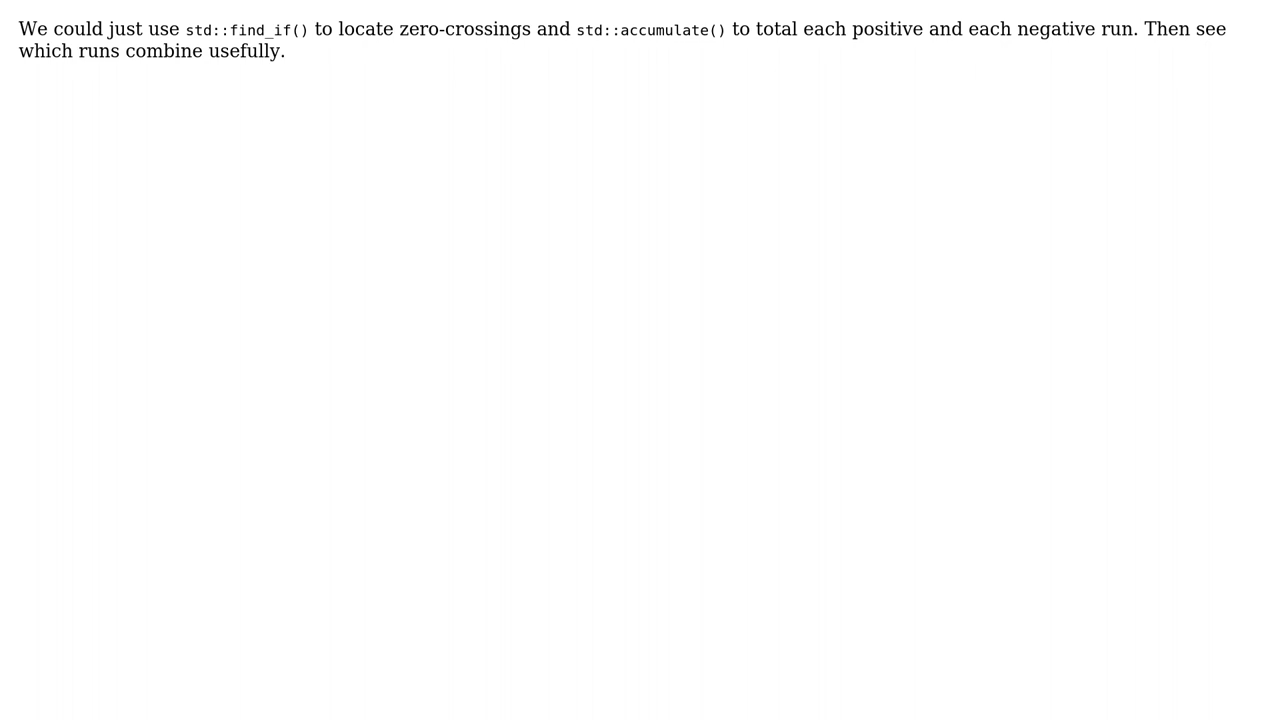 We could just use std::find_if() to locate zero-crossings and std::accumulate() to total each positive and each negative run. Then see
which runs combine usefully.